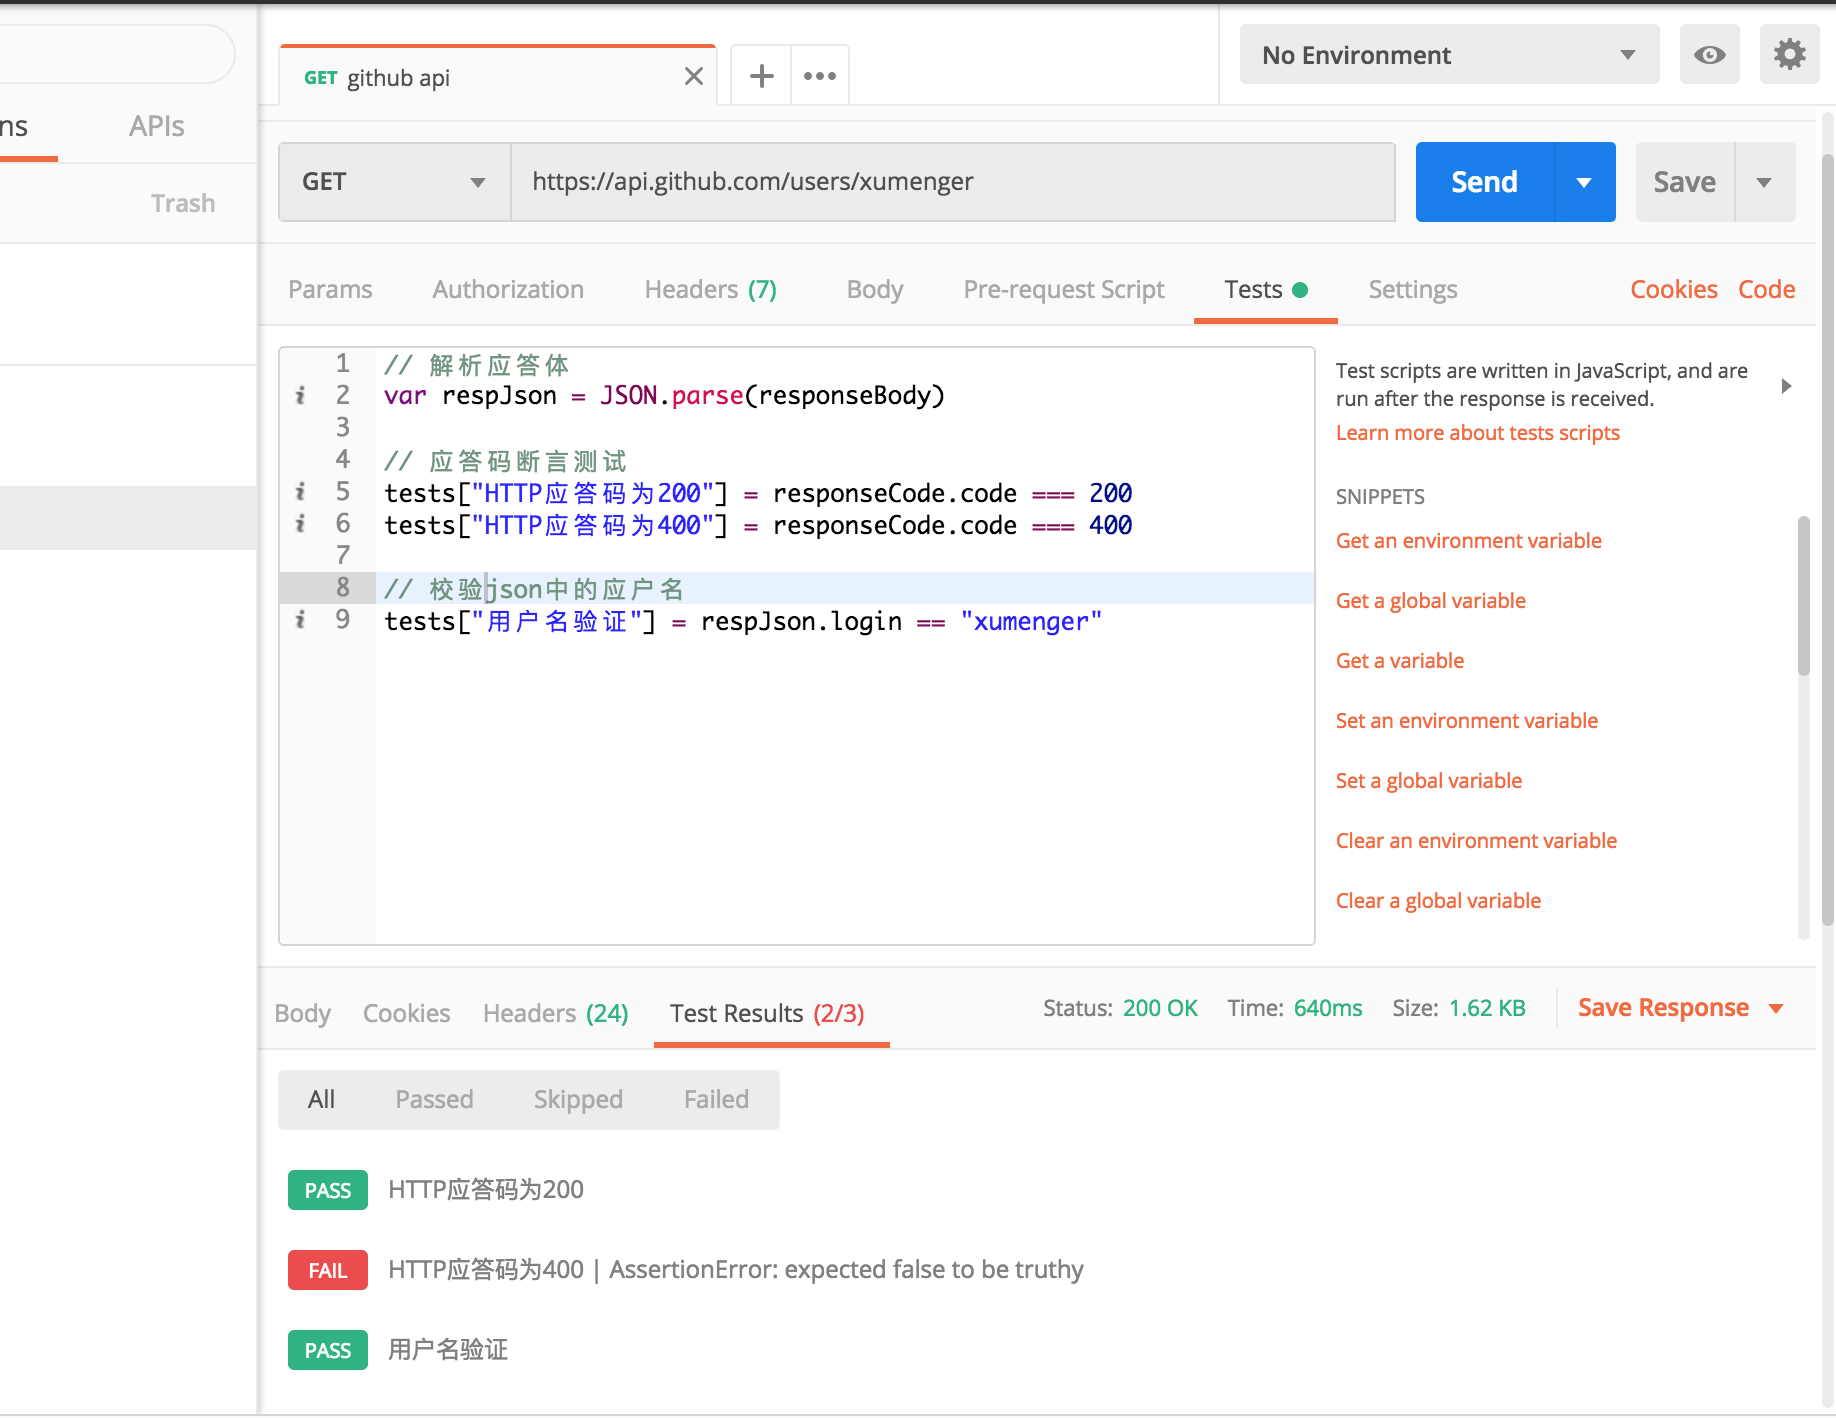 GET github api
No Environment
ns
APIs
Trash
GET
https://api.github.com/users/xumenger
Send
Save
Params
Authorization
Headers (7)
Body
Pre-request Script
Tests
Settings
Cookies
Code
1 // 解析应答体
2 var respJson = JSON.parse(responseBody)
3
4 // 应答码断言测试
5 tests["HTTP应答码为200"] = responseCode.code === 200
6 tests["HTTP应答码为400"] = responseCode.code === 400
7
8 // 校验json中的应户名
9 tests["用户名验证"] = respJson.login == "xumenger"
Test scripts are written in JavaScript, and are
run after the response is received.
Learn more about tests scripts
SNIPPETS
Get an environment variable
Get a global variable
Get a variable
Set an environment variable
Set a global variable
Clear an environment variable
Clear a global variable
Body
Cookies
Headers (24)
Test Results (2/3)
Status: 200 OK
Time: 640ms
Size: 1.62 KB
Save Response
All
Passed
Skipped
Failed
PASS HTTP应答码为200
FAIL HTTP应答码为400 | AssertionError: expected false to be truthy
PASS 用户名验证